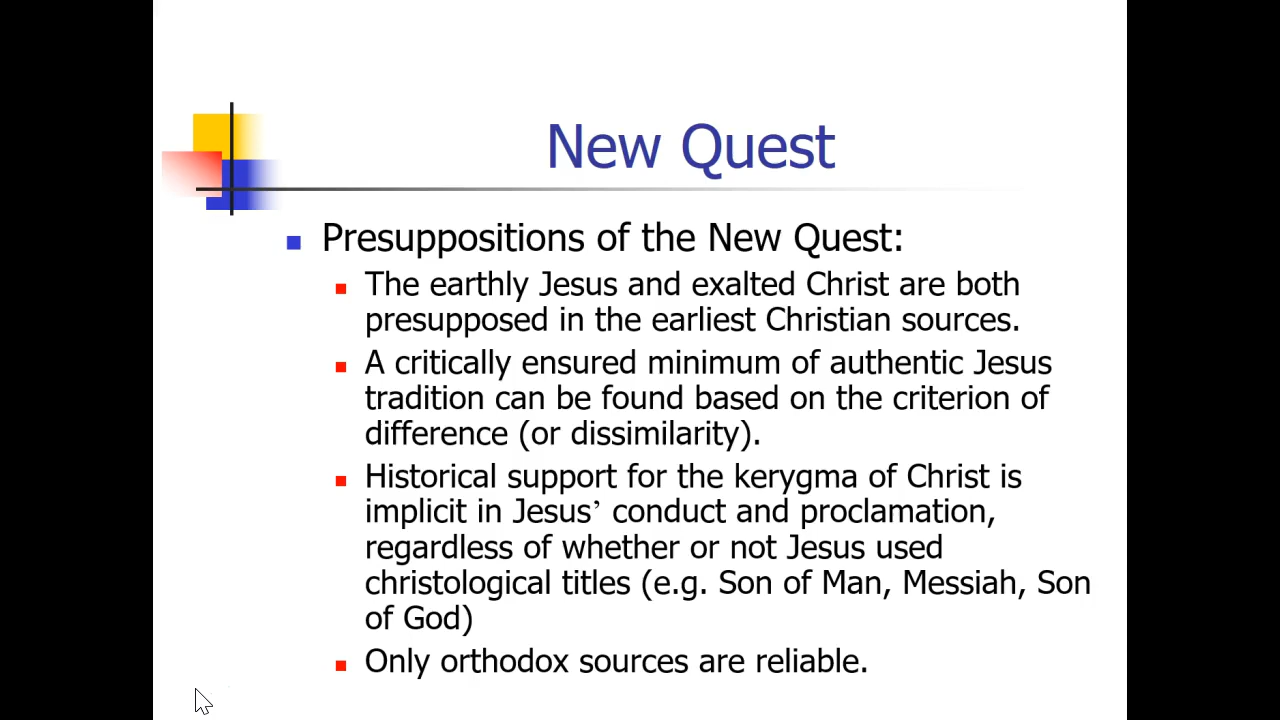 New Quest
Presuppositions of the New Quest:
The earthly Jesus and exalted Christ are both
presupposed in the earliest Christian sources.
A critically ensured minimum of authentic Jesus
tradition can be found based on the criterion of
difference (or dissimilarity).
Historical support for the kerygma of Christ is
implicit in Jesus’ conduct and proclamation,
regardless of whether or not Jesus used
christological titles (e.g. Son of Man, Messiah, Son
of God)
Only orthodox sources are reliable.